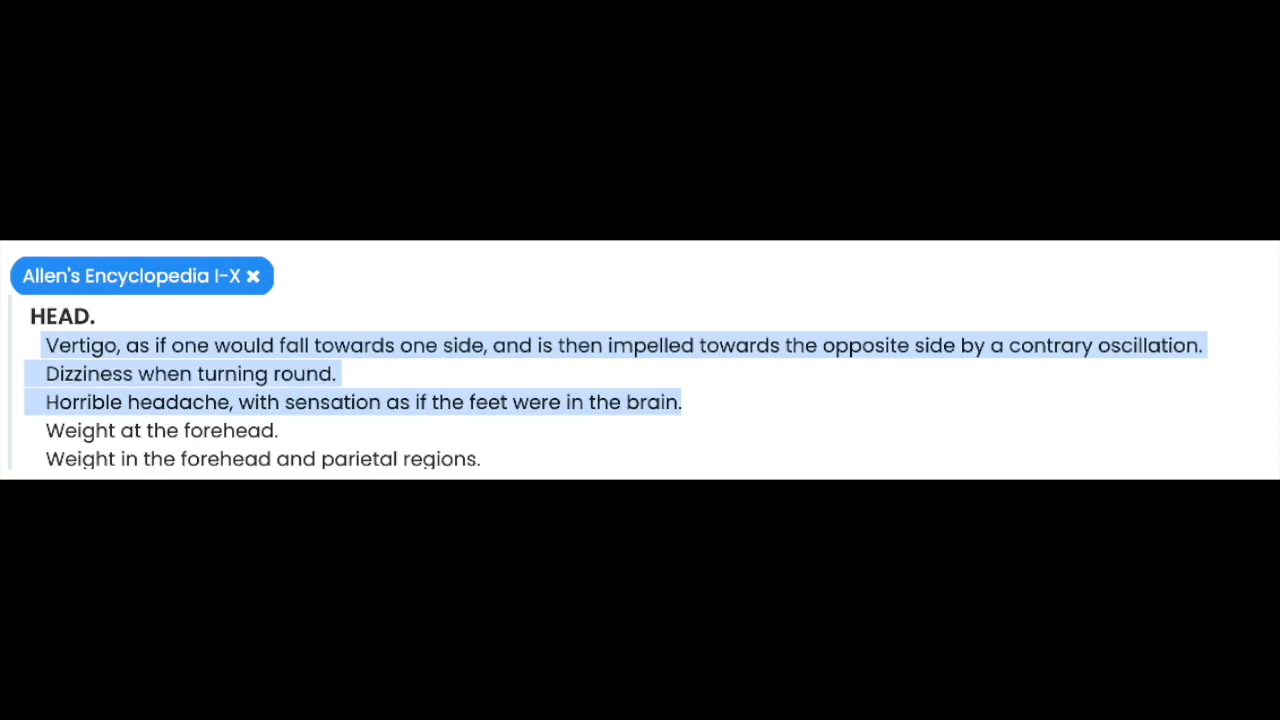 Allen's Encyclopedia I-X ✖
HEAD.
Vertigo, as if one would fall towards one side, and is then impelled towards the opposite side by a contrary oscillation.
Dizziness when turning round.
Horrible headache, with sensation as if the feet were in the brain.
Weight at the forehead.
Weight in the forehead and parietal regions.